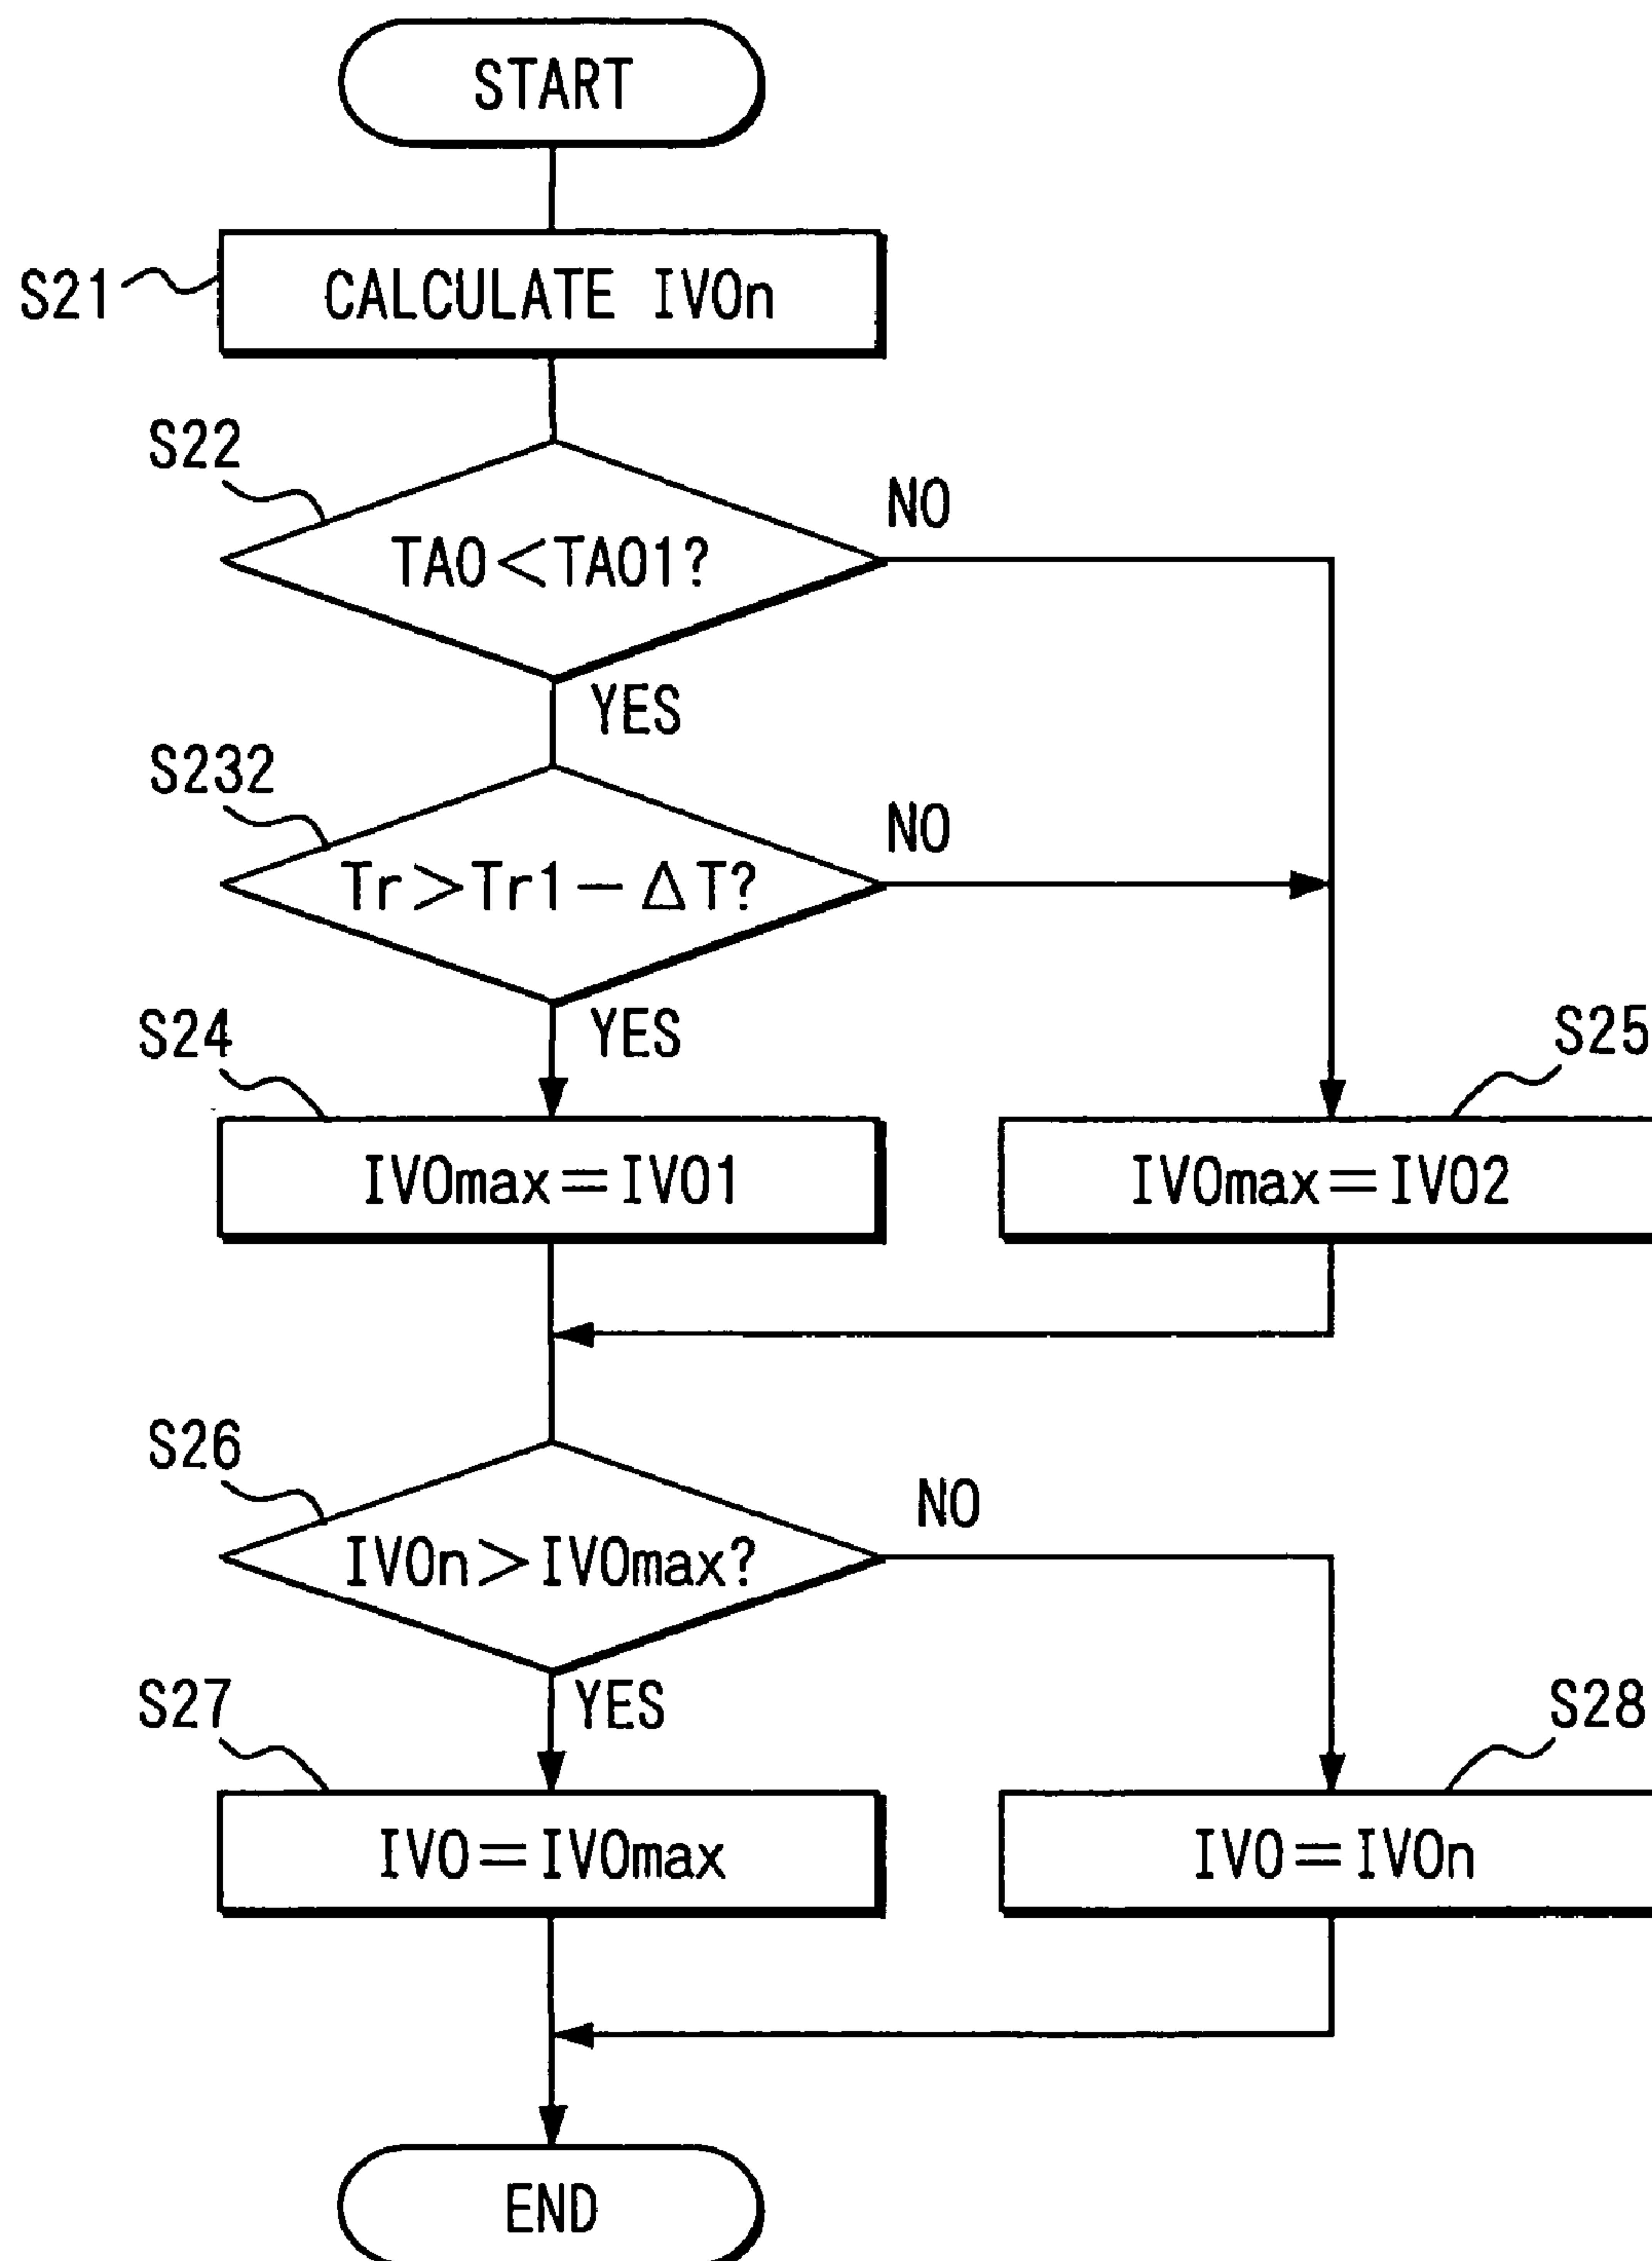 START
S21
CALCULATE IVOn
S22
TAO<TAO1?
NO
YES
S232
Tr>Tr1-ΔT?
NO
YES
S24
IVOmax=IVO1
S25
IVOmax=IVO2
S26
IVOn>IVOmax?
NO
YES
S27
IVO=IVOmax
S28
IVO=IVOn
END